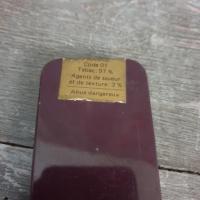 Code 01
Tabac: 97 %
Agents de saveur
et de texture: 3 %
Abus dangereux